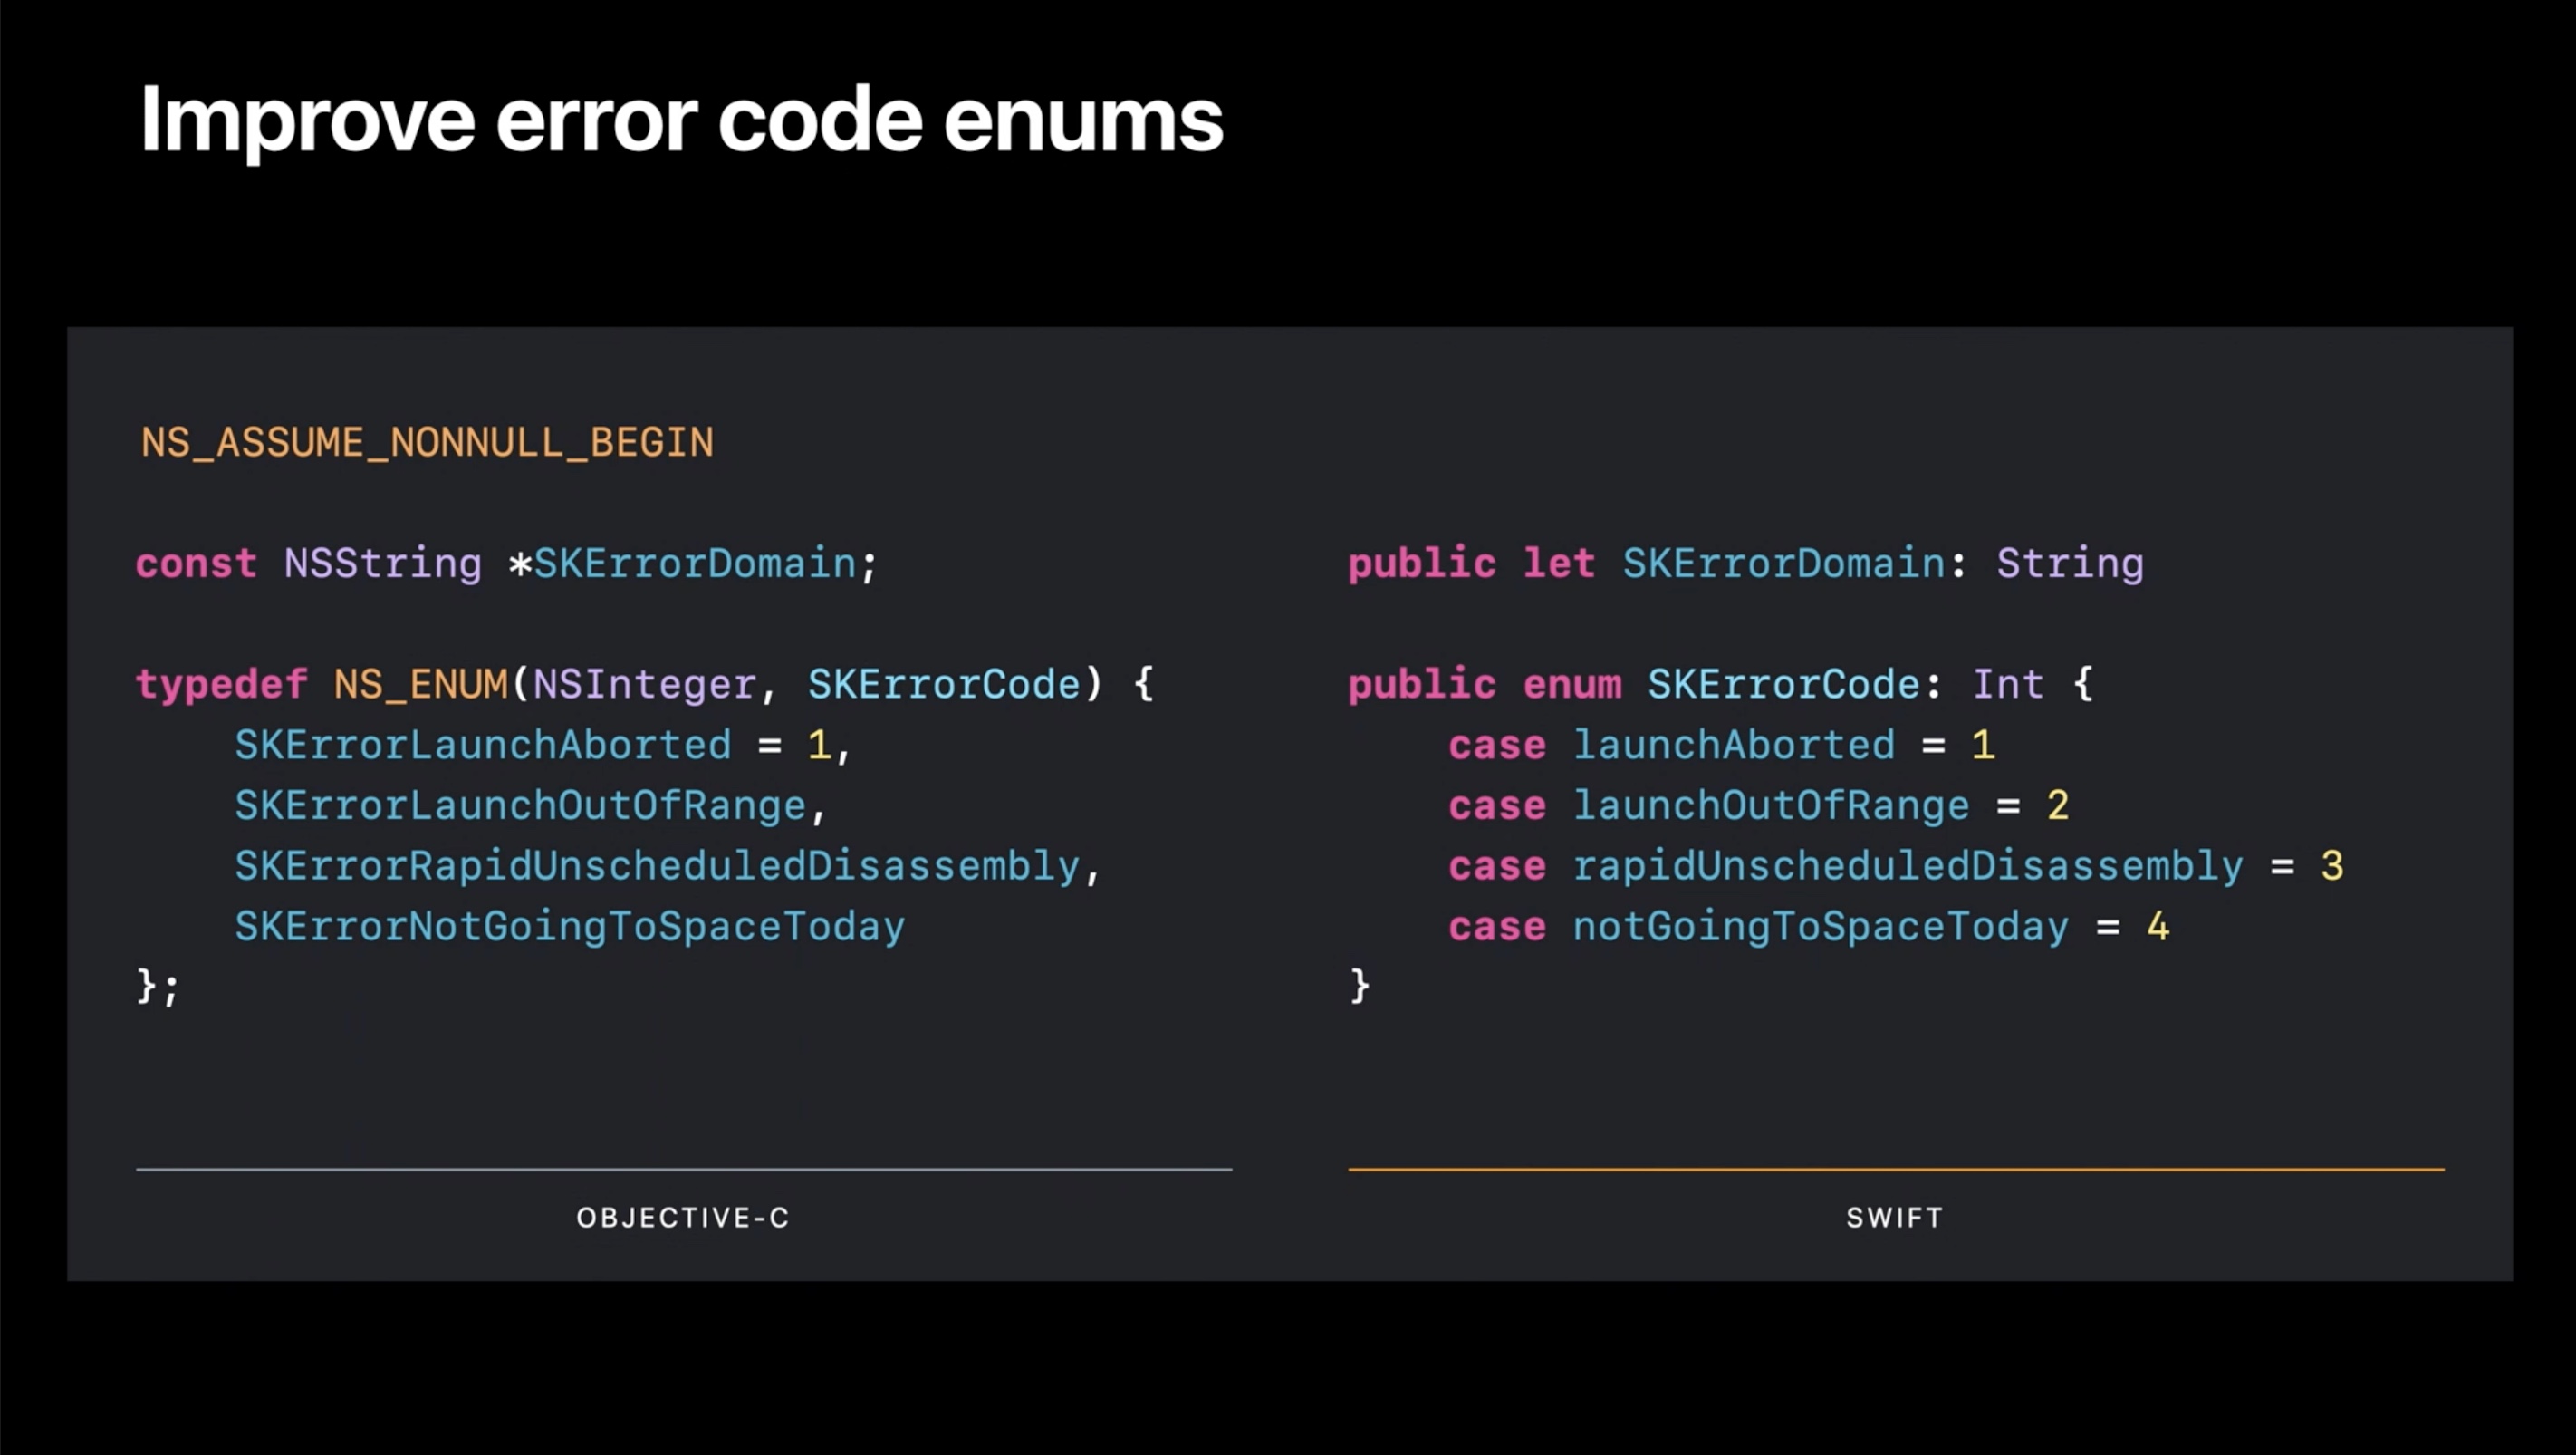 Improve error code enums
NS_ASSUME_NONNULL_BEGIN
const NSString *SKErrorDomain;
typedef NS_ENUM(NSInteger, SKErrorCode) {
    SKErrorLaunchAborted = 1,
    SKErrorLaunchOutOfRange,
    SKErrorRapidUnscheduledDisassembly,
    SKErrorNotGoingToSpaceToday
};
OBJECTIVE-C
public let SKErrorDomain: String
public enum SKErrorCode: Int {
    case launchAborted = 1
    case launchOutOfRange = 2
    case rapidUnscheduledDisassembly = 3
    case notGoingToSpaceToday = 4
}
SWIFT